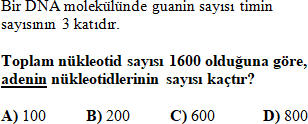 Bir DNA molekülünde guanin sayısı timin
sayısının 3 katıdır.
Toplam nükleotid sayısı 1600 olduğuna göre,
adenin nükleotidlerinin sayısı kaçtır?
A) 100 B) 200 C) 600 D) 800